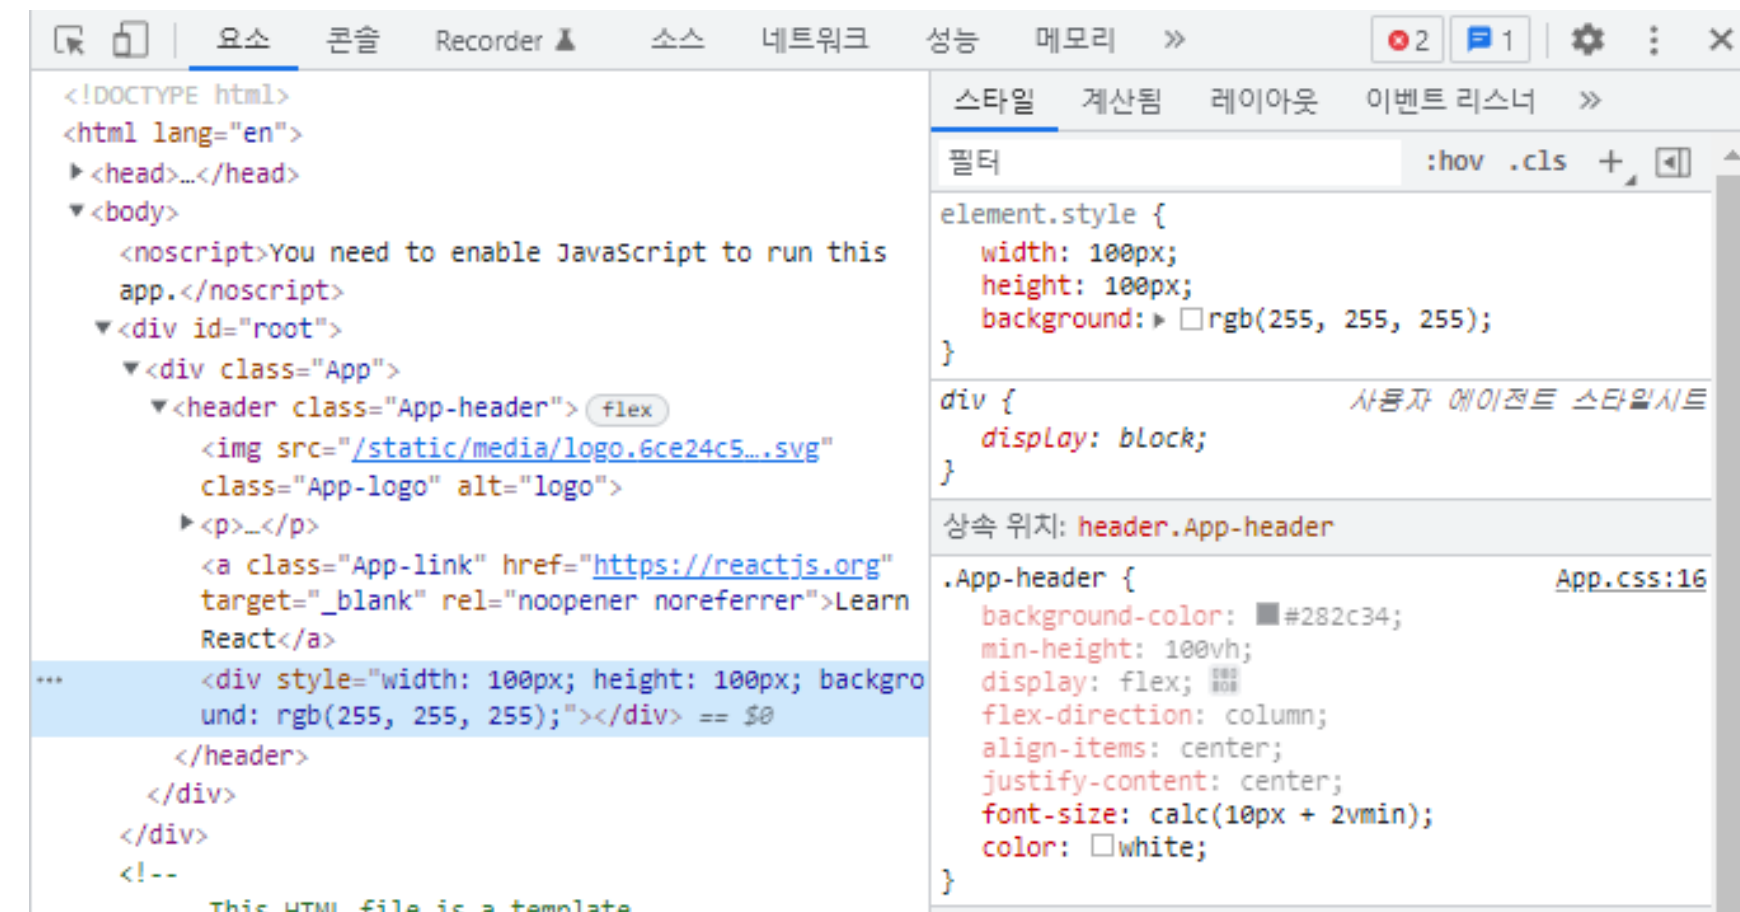 요소 콘솔 Recorder 소스 네트워크 성능 메모리 » 2 1
<!DOCTYPE html>
<html lang="en">
<head>…</head>
<body>
<noscript>You need to enable JavaScript to run this
app.</noscript>
<div id="root">
<div class="App">
<header class="App-header"> flex
<img src="/static/media/logo.6ce24c5….svg"
class="App-logo" alt="logo">
<p>…</p>
<a class="App-link" href="https://reactjs.org"
target="_blank" rel="noopener noreferrer">Learn
React</a>
<div style="width: 100px; height: 100px; backgro
und: rgb(255, 255, 255);"></div> == $0
</header>
</div>
</div>
<!--
This HTML file is a template
스타일 계산됨 레이아웃 이벤트 리스너 »
필터 :hov .cls +
element.style {
width: 100px;
height: 100px;
background: rgb(255, 255, 255);
}
div { 사용자 에이전트 스타일시트
display: block;
}
상속 위치: header.App-header
.App-header { App.css:16
background-color: #282c34;
min-height: 100vh;
display: flex;
flex-direction: column;
align-items: center;
justify-content: center;
font-size: calc(10px + 2vmin);
color: white;
}